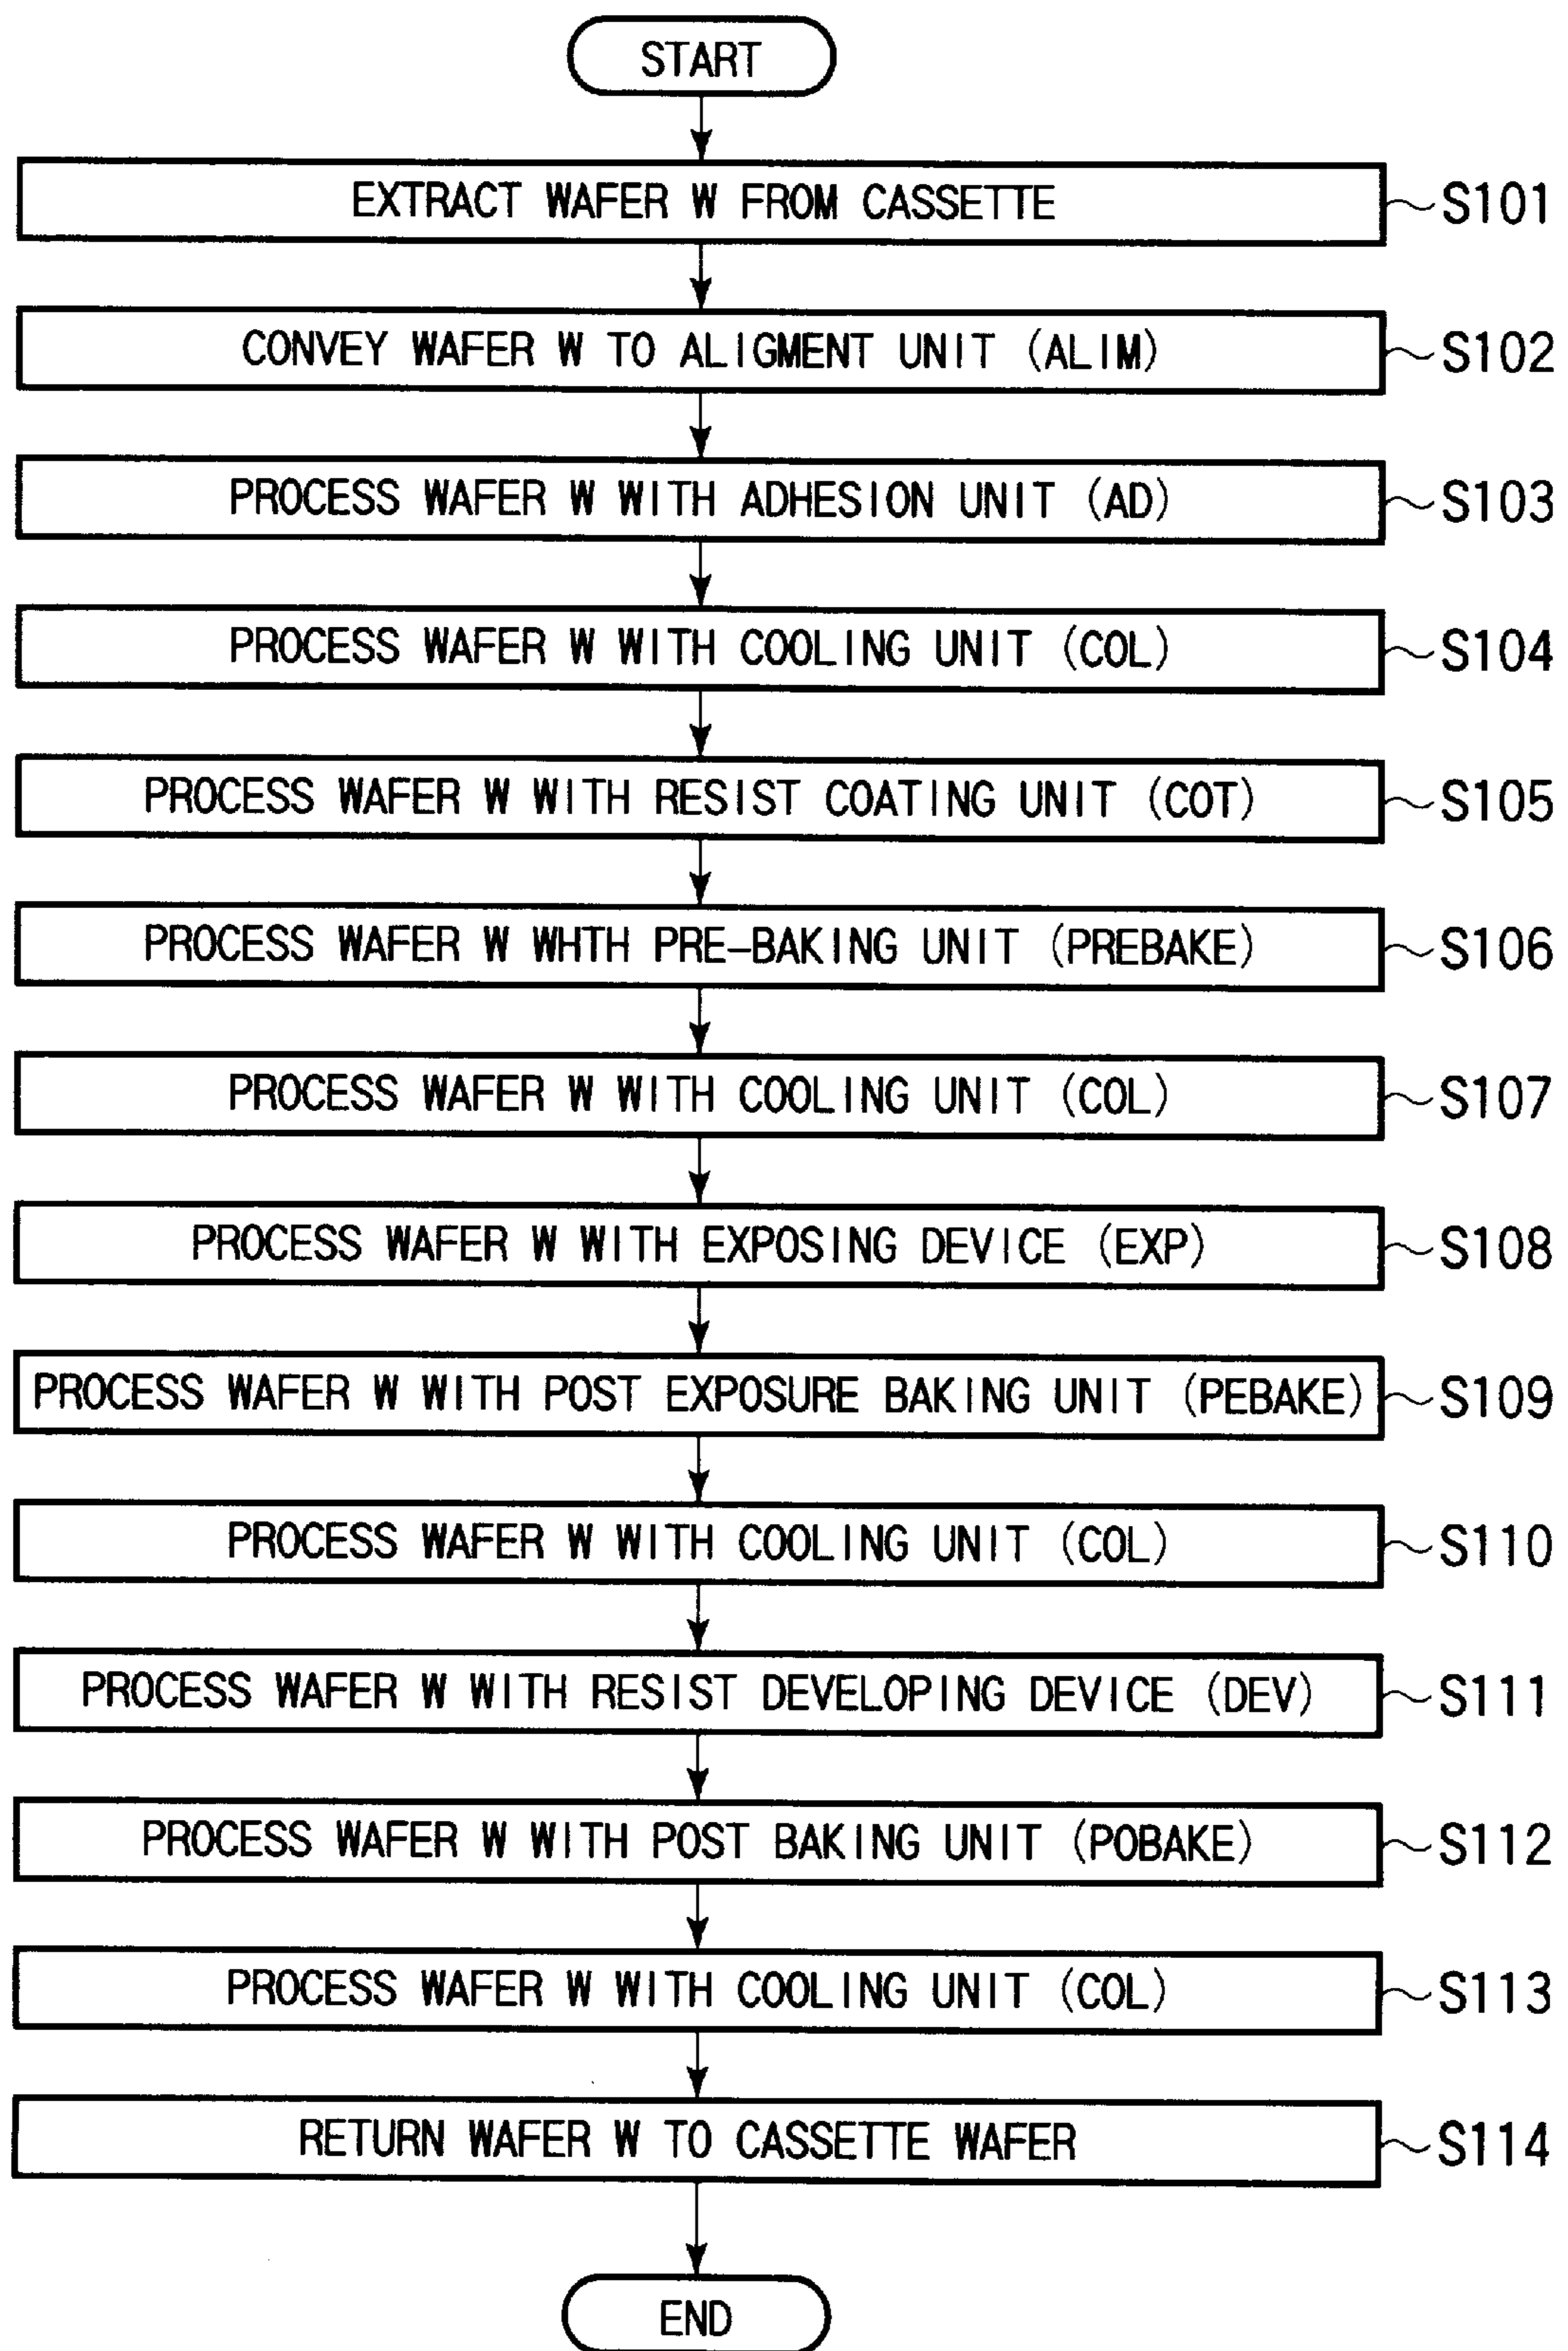 START
EXTRACT WAFER W FROM CASSETTE S101
CONVEY WAFER W TO ALIGMENT UNIT (ALIM) S102
PROCESS WAFER W WITH ADHESION UNIT (AD) S103
PROCESS WAFER W WITH COOLING UNIT (COL) S104
PROCESS WAFER W WITH RESIST COATING UNIT (COT) S105
PROCESS WAFER W WHTH PRE-BAKING UNIT (PREBAKE) S106
PROCESS WAFER W WITH COOLING UNIT (COL) S107
PROCESS WAFER W WITH EXPOSING DEVICE (EXP) S108
PROCESS WAFER W WITH POST EXPOSURE BAKING UNIT (PEBAKE) S109
PROCESS WAFER W WITH COOLING UNIT (COL) S110
PROCESS WAFER W WITH RESIST DEVELOPING DEVICE (DEV) S111
PROCESS WAFER W WITH POST BAKING UNIT (POBAKE) S112
PROCESS WAFER W WITH COOLING UNIT (COL) S113
RETURN WAFER W TO CASSETTE WAFER S114
END